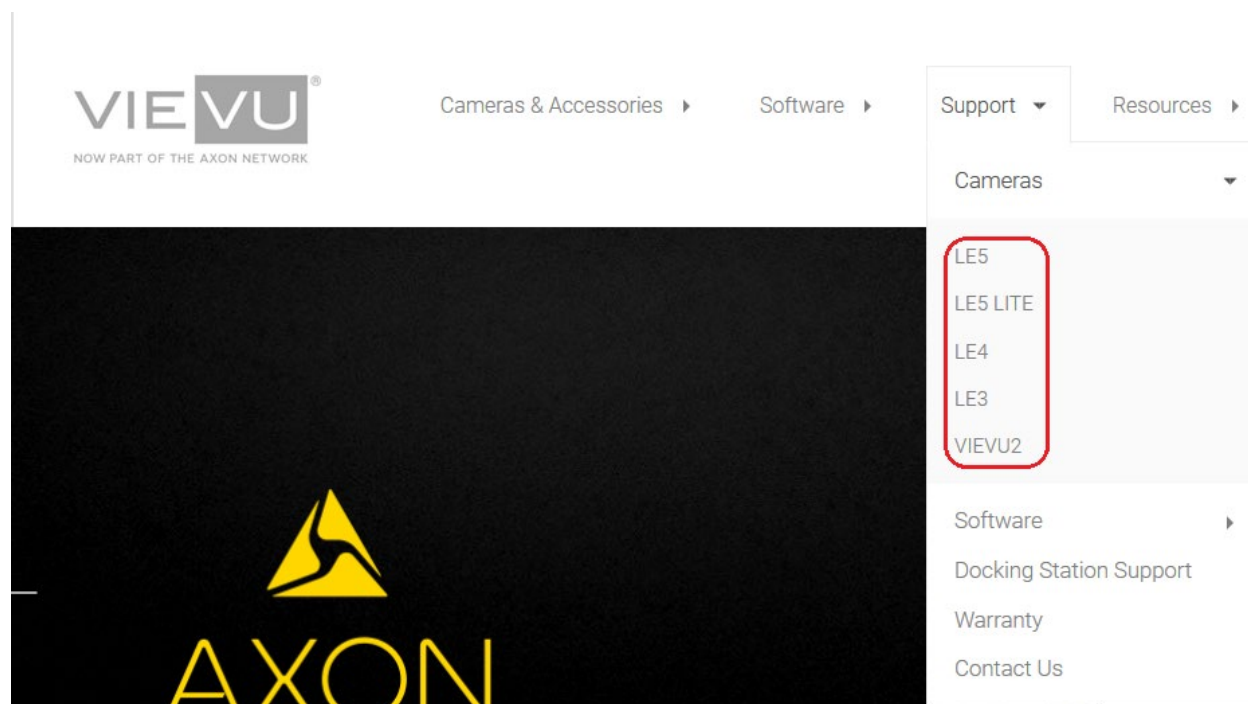 VIEVU®
NOW PART OF THE AXON NETWORK
Cameras & Accessories
Software
Support
Resources
Cameras
LE5
LE5 LITE
LE4
LE3
VIEVU2
Software
Docking Station Support
Warranty
Contact Us
AXON